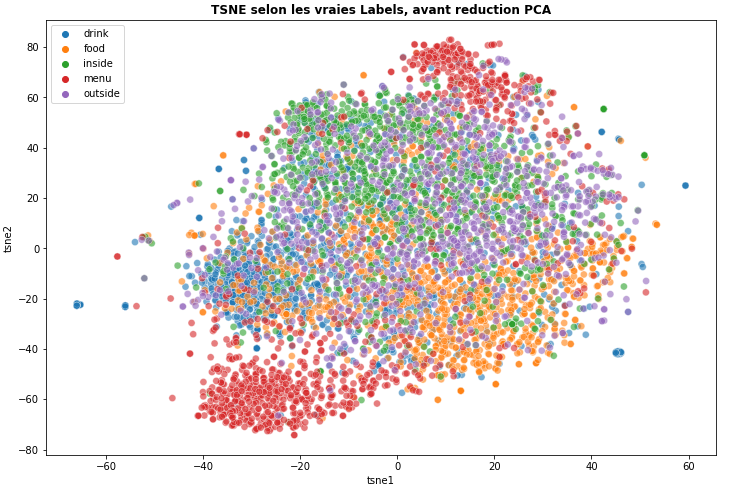 TSNE selon les vraies Labels, avant reduction PCA
drink
food
inside
menu
outside
80
60
40
20
0
−20
−40
−60
−80
tsne2
−60 −40 −20 0 20 40 60
tsne1